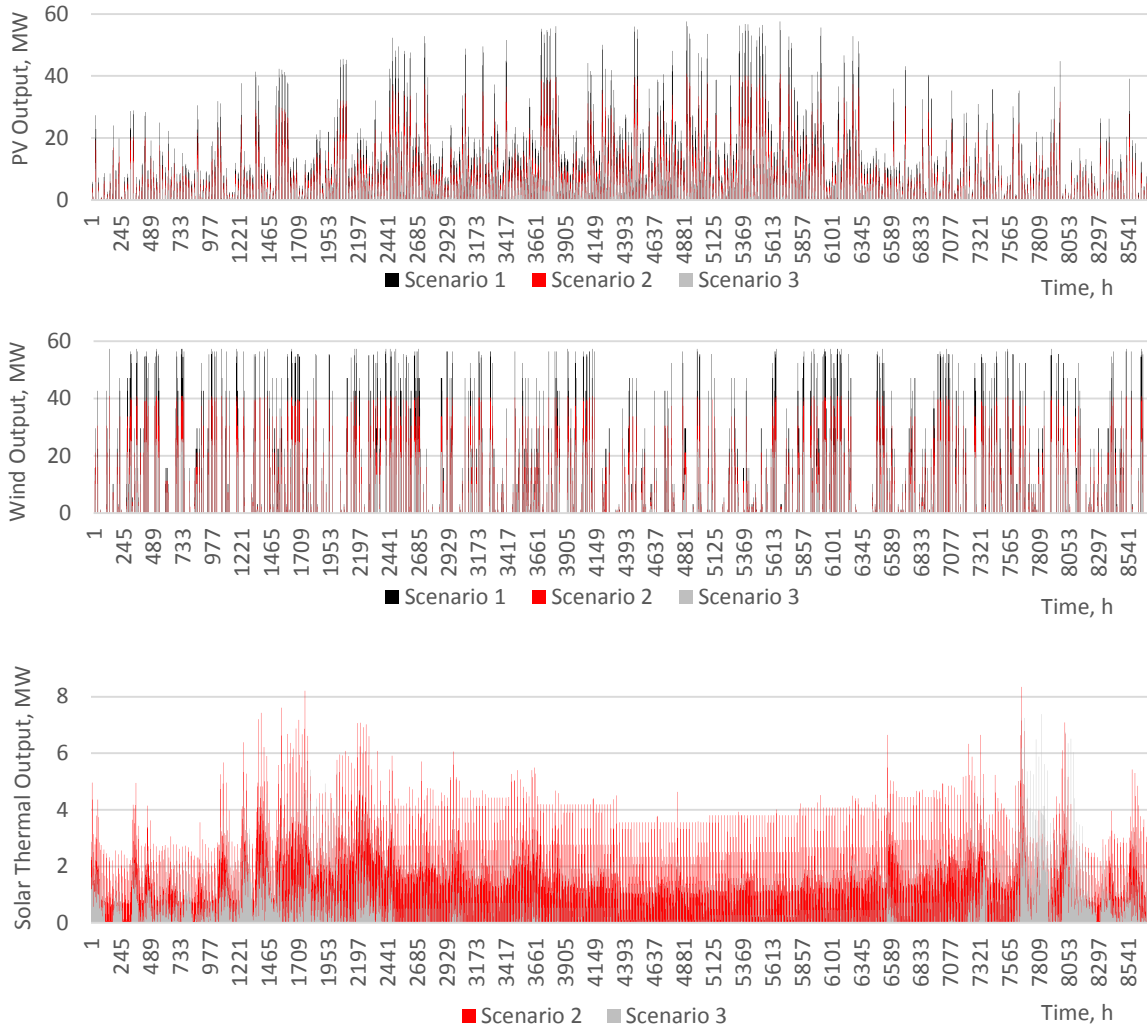 PV Output, MW
60
40
20
0
1 245 489 733 977 1221 1465 1709 1953 2197 2441 2685 2929 3173 3417 3661 3905 4149 4393 4637 4881 5125 5369 5613 5857 6101 6345 6589 6833 7077 7321 7565 7809 8053 8297 8541
Scenario 1 Scenario 2 Scenario 3
Time, h
Wind Output, MW
60
40
20
0
1 245 489 733 977 1221 1465 1709 1953 2197 2441 2685 2929 3173 3417 3661 3905 4149 4393 4637 4881 5125 5369 5613 5857 6101 6345 6589 6833 7077 7321 7565 7809 8053 8297 8541
Scenario 1 Scenario 2 Scenario 3
Time, h
Solar Thermal Output, MW
8
6
4
2
0
1 245 489 733 977 1221 1465 1709 1953 2197 2441 2685 2929 3173 3417 3661 3905 4149 4393 4637 4881 5125 5369 5613 5857 6101 6345 6589 6833 7077 7321 7565 7809 8053 8297 8541
Time, h
Scenario 2 Scenario 3